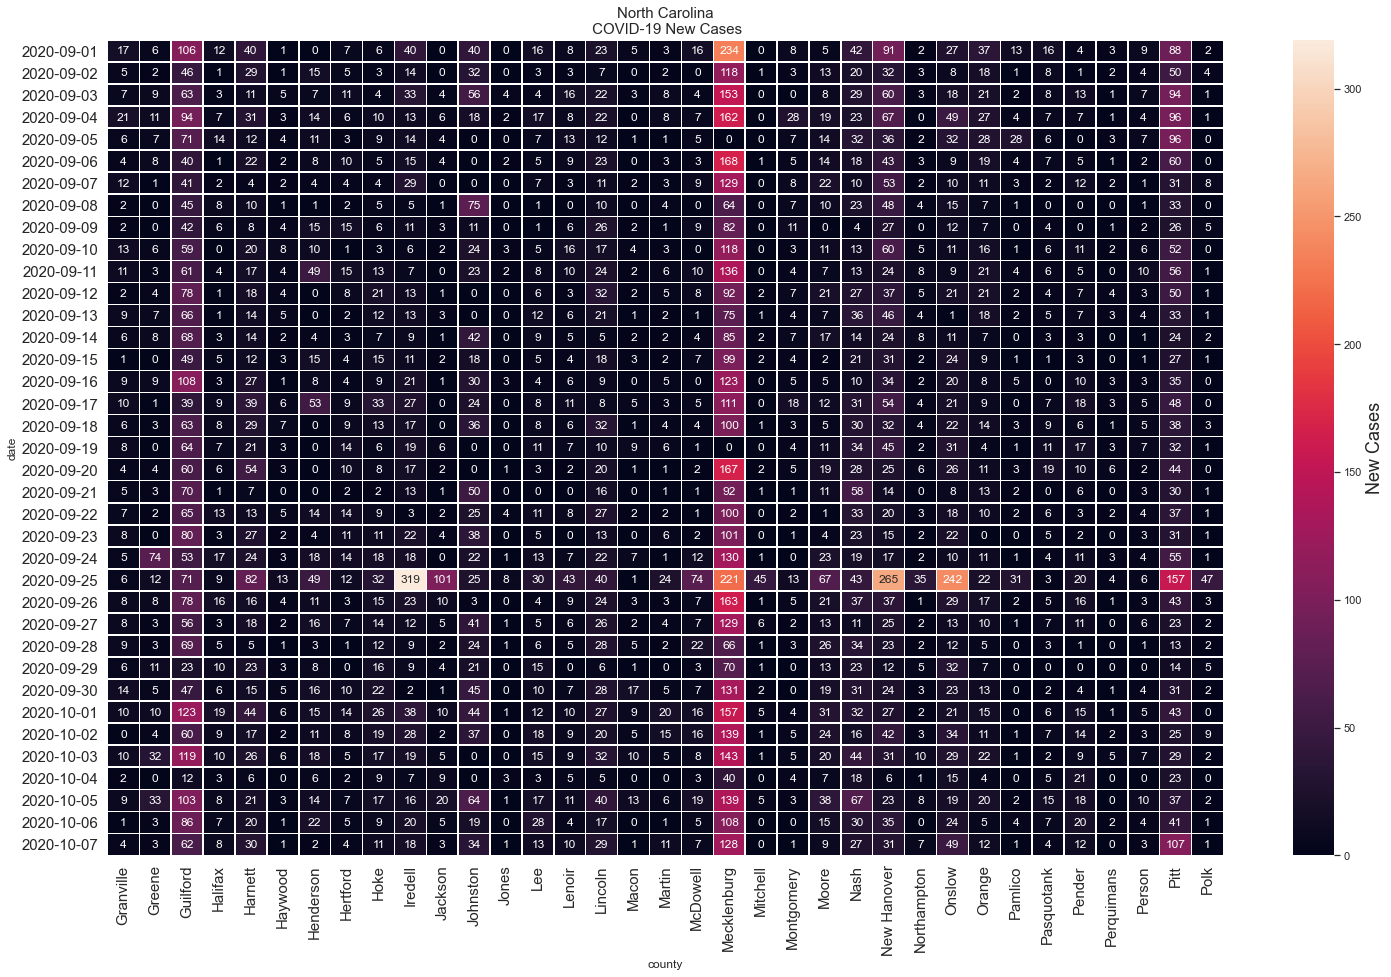 North Carolina
COVID-19 New Cases
2020-09-01 17 6 106 12 40 1 0 7 6 40 0 40 0 16 8 23 5 3 16 234 0 8 5 42 91 2 27 37 13 16 4 3 9 88 2
2020-09-02 5 2 46 1 29 1 15 5 3 14 0 32 0 3 3 7 0 2 0 118 1 3 13 20 32 3 8 18 1 8 1 2 4 50 4
2020-09-03 7 9 63 3 11 5 7 11 4 33 4 56 4 4 16 22 3 8 4 153 0 0 8 29 60 3 18 21 2 8 13 1 7 94 1
2020-09-04 21 11 94 7 31 3 14 6 10 13 6 18 2 17 8 22 0 8 7 162 0 28 19 23 67 0 49 27 4 7 7 1 4 96 1
2020-09-05 6 7 71 14 12 4 11 3 9 14 4 0 0 7 13 12 1 1 5 0 0 7 14 32 36 2 32 28 28 6 0 3 7 96 0
2020-09-06 4 8 40 1 22 2 8 10 5 15 4 0 2 5 9 23 0 3 3 168 1 5 14 18 43 3 9 19 4 7 5 1 2 60 0
2020-09-07 12 1 41 2 4 2 4 4 4 29 0 0 0 7 3 11 2 3 9 129 0 8 22 10 53 2 10 11 3 2 12 2 1 31 8
2020-09-08 2 0 45 8 10 1 1 2 5 5 1 75 0 1 0 10 0 4 0 64 0 7 10 23 48 4 15 7 1 0 0 0 1 33 0
2020-09-09 2 0 42 6 8 4 15 15 6 11 3 11 0 1 6 26 2 1 9 82 0 11 0 4 27 0 12 7 0 4 0 1 2 26 5
2020-09-10 13 6 59 0 20 8 10 1 3 6 2 24 3 5 16 17 4 3 0 118 0 3 11 13 60 5 11 16 1 6 11 2 6 52 0
2020-09-11 11 3 61 4 17 4 49 15 13 7 0 23 2 8 10 24 2 6 10 136 0 4 7 13 24 8 9 21 4 6 5 0 10 56 1
2020-09-12 2 4 78 1 18 4 0 8 21 13 1 0 0 6 3 32 2 5 8 92 2 7 21 27 37 5 21 21 2 4 7 4 3 50 1
2020-09-13 9 7 66 1 14 5 0 2 12 13 3 0 0 12 6 21 1 2 1 75 1 4 7 36 46 4 1 18 2 5 7 3 4 33 1
2020-09-14 6 8 68 3 14 2 4 3 7 9 1 42 0 9 5 5 2 2 4 85 2 7 17 14 24 8 11 7 0 3 3 0 1 24 2
2020-09-15 1 0 49 5 12 3 15 4 15 11 2 18 0 5 4 18 3 2 7 99 2 4 2 21 31 2 24 9 1 1 3 0 1 27 1
2020-09-16 9 9 108 3 27 1 8 4 9 21 1 30 3 4 6 9 0 5 0 123 0 5 5 10 34 2 20 8 5 0 10 3 3 35 0
2020-09-17 10 1 39 9 39 6 53 9 33 27 0 24 0 8 11 8 5 3 5 111 0 18 12 31 54 4 21 9 0 7 18 3 5 48 0
2020-09-18 6 3 63 8 29 7 0 9 13 17 0 36 0 8 6 32 1 4 4 100 1 3 5 30 32 4 22 14 3 9 6 1 5 38 3
2020-09-19 8 0 64 7 21 3 0 14 6 19 6 0 0 11 7 10 9 1 1 0 0 4 11 34 45 2 31 4 1 11 17 3 7 32 1
2020-09-20 4 4 60 6 54 3 0 10 8 17 2 0 1 3 2 20 1 1 2 167 2 5 19 28 25 6 26 11 3 19 10 6 2 44 0
2020-09-21 5 3 70 1 7 0 0 2 2 13 1 50 0 0 0 16 0 1 1 92 1 1 11 58 14 0 8 13 2 0 6 0 3 30 1
2020-09-22 7 2 65 13 13 5 14 14 9 3 2 25 4 11 8 27 2 2 1 100 0 2 1 33 20 3 18 10 2 6 3 2 4 37 1
2020-09-23 8 0 80 3 27 2 4 11 11 22 4 38 0 5 0 13 0 6 2 101 0 1 4 23 15 2 22 0 0 5 2 0 3 31 1
2020-09-24 5 74 53 17 24 3 18 14 18 18 0 22 1 13 7 22 7 1 12 130 1 0 23 19 17 2 10 11 1 4 11 3 4 55 1
2020-09-25 6 12 71 9 82 13 49 12 32 319 101 25 8 30 43 40 1 24 74 221 45 13 67 43 265 35 242 22 31 3 20 4 6 157 47
2020-09-26 8 8 78 16 16 4 11 3 15 23 10 3 0 4 9 24 3 3 7 163 1 5 21 37 37 1 29 17 2 5 16 1 3 43 3
2020-09-27 8 3 56 3 18 2 16 7 14 12 5 41 1 5 6 26 2 4 7 129 6 2 13 11 25 2 13 10 1 7 11 0 6 23 2
2020-09-28 9 3 69 5 5 1 3 1 12 9 2 24 1 6 5 28 5 2 22 66 1 3 26 34 23 2 12 5 0 3 1 0 1 13 2
2020-09-29 6 11 23 10 23 3 8 0 16 9 4 21 0 15 0 6 1 0 3 70 1 0 13 23 12 5 32 7 0 0 0 0 0 14 5
2020-09-30 14 5 47 6 15 5 16 10 22 2 1 45 0 10 7 28 17 5 7 131 2 0 19 31 24 3 23 13 0 2 4 1 4 31 2
2020-10-01 10 10 123 19 44 6 15 14 26 38 10 44 1 12 10 27 9 20 16 157 5 4 31 32 27 2 21 15 0 6 15 1 5 43 0
2020-10-02 0 4 60 9 17 2 11 8 19 28 2 37 0 18 9 20 5 15 16 139 1 5 24 16 42 3 34 11 1 7 14 2 3 25 9
2020-10-03 10 32 119 10 26 6 18 5 17 19 5 0 0 15 9 32 10 5 8 143 1 5 20 44 31 10 29 22 1 2 9 5 7 29 2
2020-10-04 2 0 12 3 6 0 6 2 9 7 9 0 3 3 5 5 0 0 3 40 0 4 7 18 6 1 15 4 0 5 21 0 0 23 0
2020-10-05 9 33 103 8 21 3 14 7 17 16 20 64 1 17 11 40 13 6 19 139 5 3 38 67 23 8 19 20 2 15 18 0 10 37 2
2020-10-06 1 3 86 7 20 1 22 5 9 20 5 19 0 28 4 17 0 1 5 108 0 0 15 30 35 0 24 5 4 7 20 2 4 41 1
2020-10-07 4 3 62 8 30 1 2 4 11 18 3 34 1 13 10 29 1 11 7 128 0 1 9 27 31 7 49 12 1 4 12 0 3 107 1
date
Granville Greene Guilford Halifax Harnett Haywood Henderson Hertford Hoke Iredell Jackson Johnston Jones Lee Lenoir Lincoln Macon Martin McDowell Mecklenburg Mitchell Montgomery Moore Nash New Hanover Northampton Onslow Orange Pamlico Pasquotank Pender Perquimans Person Pitt Polk
county
300
250
200
150
100
50
0
New Cases